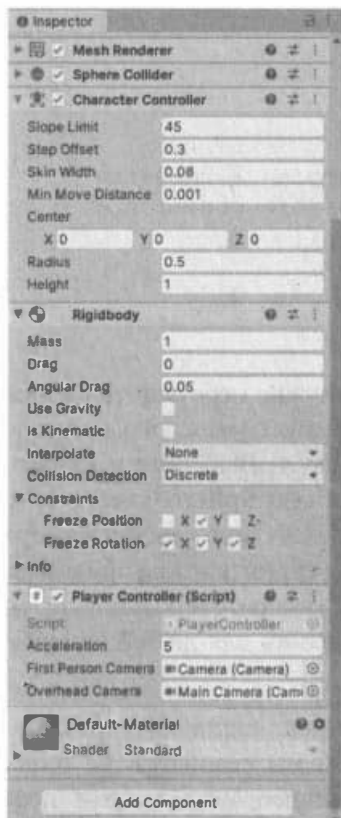 Inspector
Mesh Renderer
Sphere Collider
Character Controller
Slope Limit 45
Step Offset 0.3
Skin Width 0.08
Min Move Distance 0.001
Center
X 0 Y 0 Z 0
Radius 0.5
Height 1
Rigidbody
Mass 1
Drag 0
Angular Drag 0.05
Use Gravity
Is Kinematic
Interpolate None
Collision Detection Discrete
Constraints
Freeze Position X Y Z
Freeze Rotation X Y Z
Info
# Player Controller (Script)
Script PlayerController
Acceleration 5
First Person Camera Camera (Camera)
Overhead Camera Main Camera (Cam
Default-Material
Shader Standard
Add Component